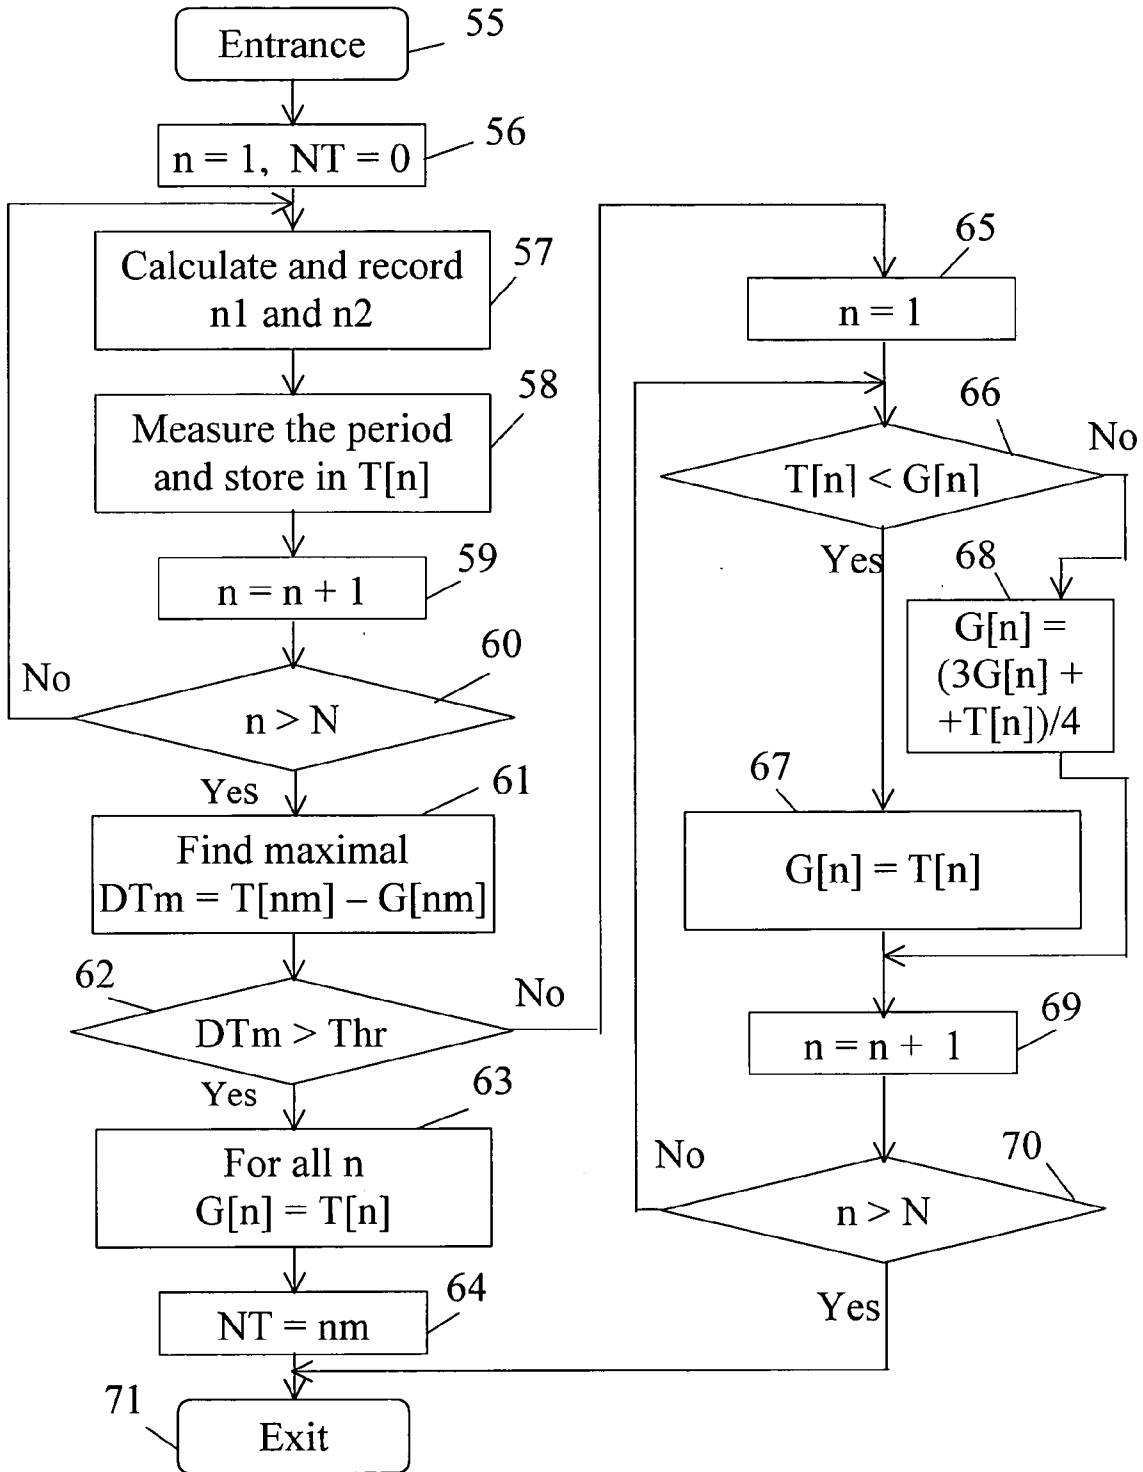 Entrance
55
n = 1, NT = 0
56
Calculate and record
n1 and n2
57
Measure the period
and store in T[n]
58
n = n + 1
59
n > N
60
No
Yes
Find maximal
DTm = T[nm] – G[nm]
61
DTm > Thr
62
No
Yes
For all n
G[n] = T[n]
63
NT = nm
64
n = 1
65
T[n] < G[n]
66
No
Yes
G[n] =
(3G[n] +
+T[n])/4
68
G[n] = T[n]
67
n = n + 1
69
n > N
70
No
Yes
Exit
71